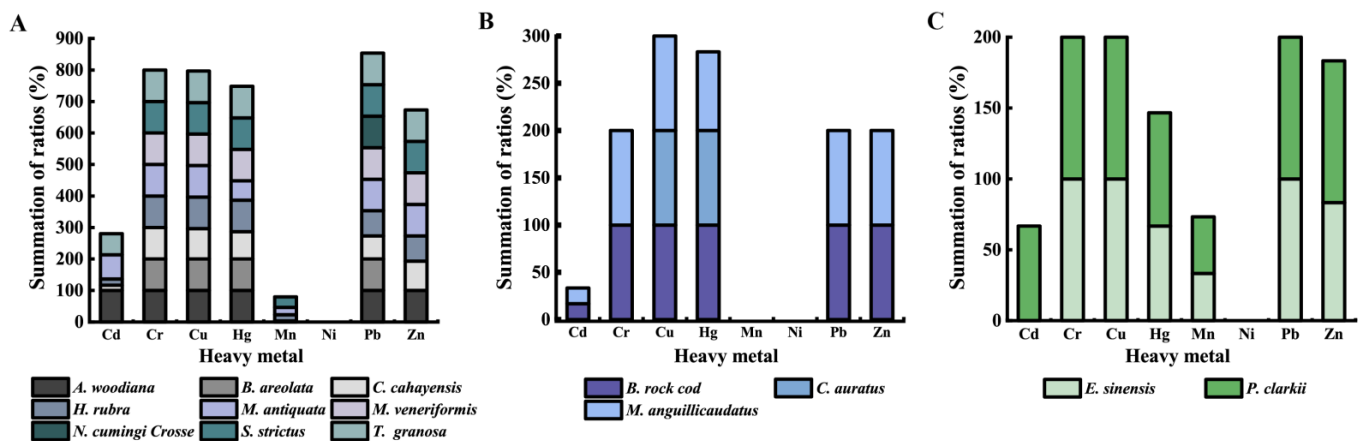 A
Summation of ratios (%)
900
800
700
600
500
400
300
200
100
0
Cd Cr Cu Hg Mn Ni Pb Zn
Heavy metal
A. woodiana B. areolata C. cahayensis
H. rubra M. antiquata M. veneriformis
N. cumingi Crosse S. strictus T. granosa
B
Summation of ratios (%)
300
250
200
150
100
50
0
Cd Cr Cu Hg Mn Ni Pb Zn
Heavy metal
B. rock cod C. auratus
M. anguillicaudatus
C
Summation of ratios (%)
200
150
100
50
0
Cd Cr Cu Hg Mn Ni Pb Zn
Heavy metal
E. sinensis P. clarkii